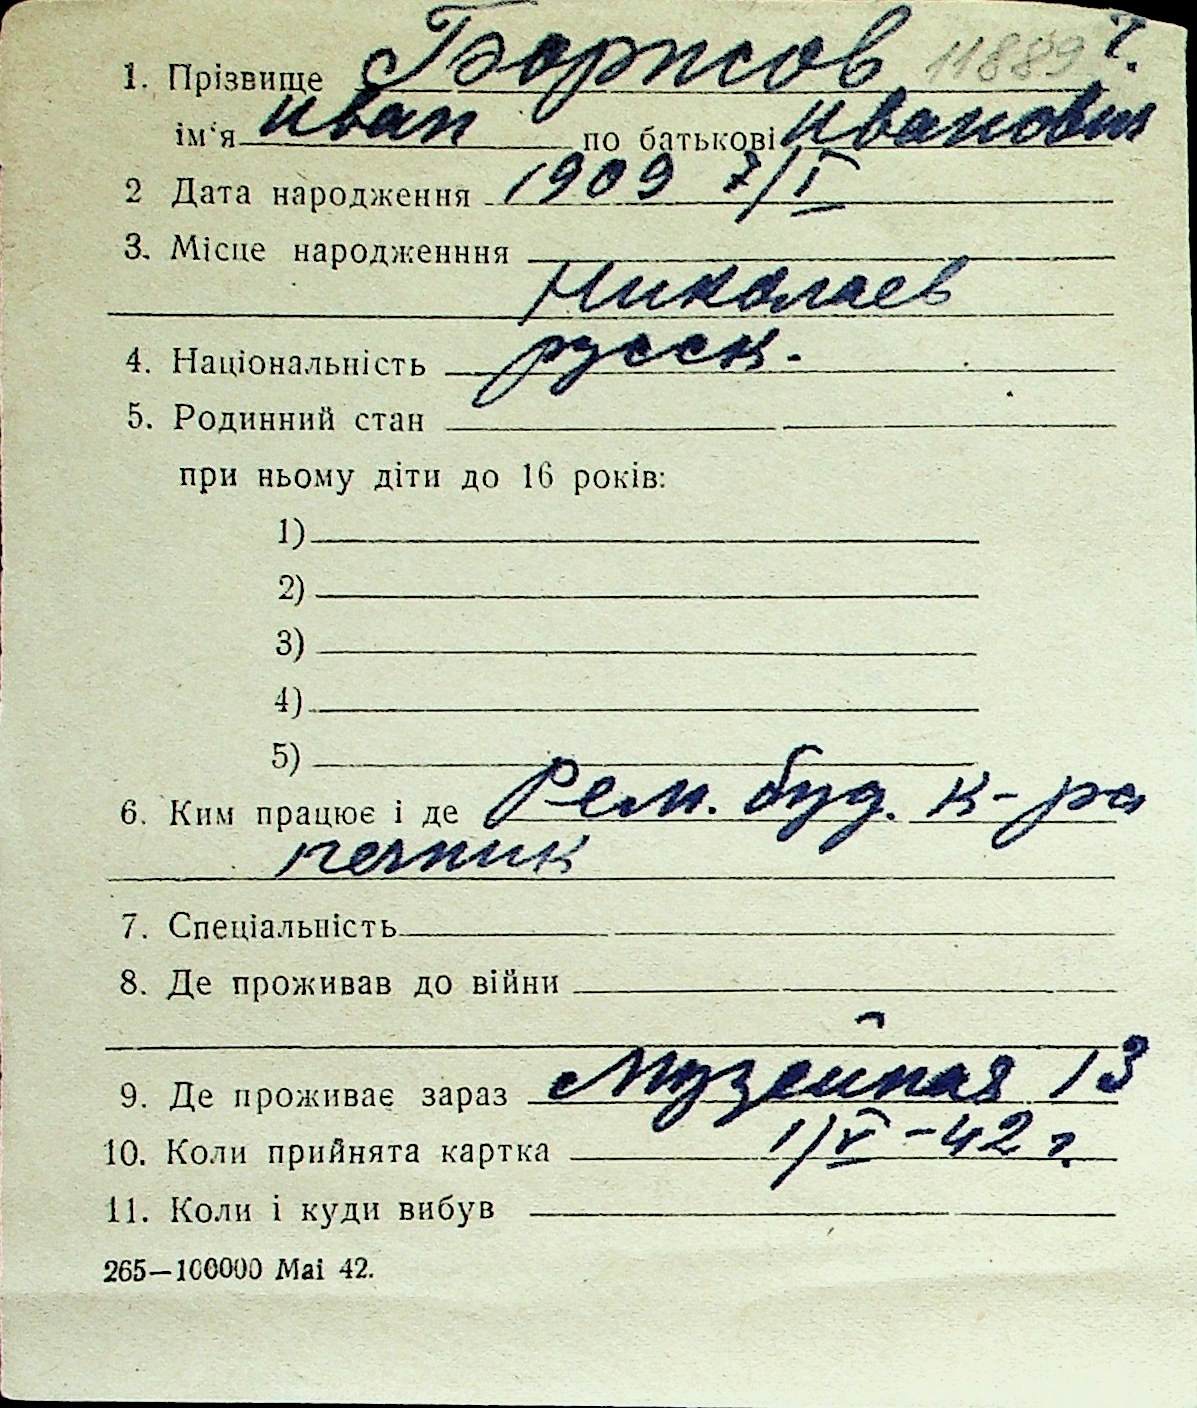 1. Прізвище Борисов 11889 г.
ім‘я Иван по батькові Иванович
2 Дата народження 1909 7/I
3. Місце народженння
Николаев
4. Національність русск.
5. Родинний стан
при ньому діти до 16 років:
1)
2)
3)
4)
5)
6. Ким працює і де Рем. буд. к-ра
печник
7. Спеціальність
8. Де проживав до війни
9. Де проживає зараз Музейная 13
10. Коли прийнята картка 1/V-42 г.
11. Коли і куди вибув
265—100000 Mai 42.